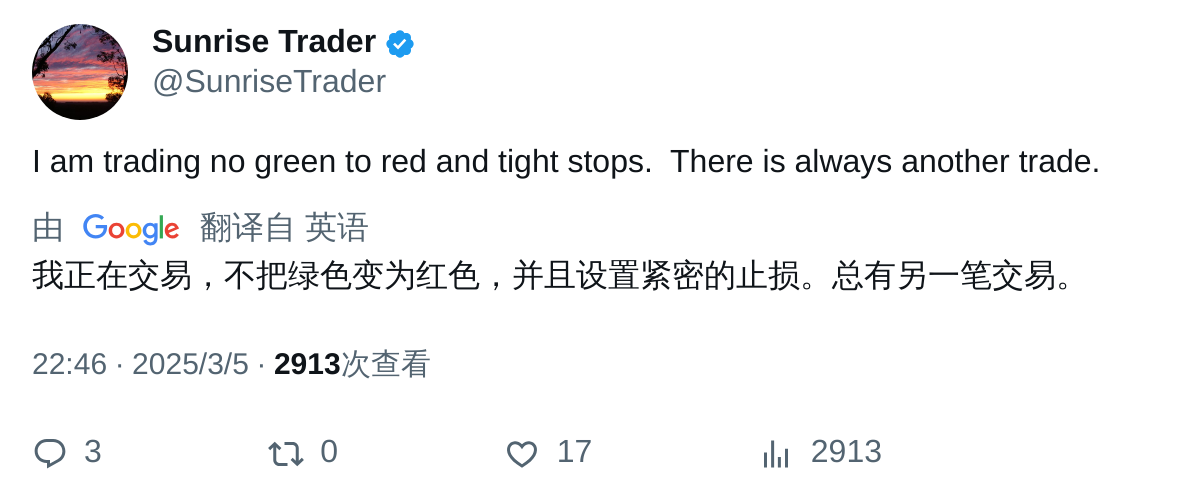 Sunrise Trader
@SunriseTrader
I am trading no green to red and tight stops.  There is always another trade.
由 Google 翻译自 英语
我正在交易，不把绿色变为红色，并且设置紧密的止损。总有另一笔交易。
22:46 · 2025/3/5 · 2913次查看
3 0 17 2913